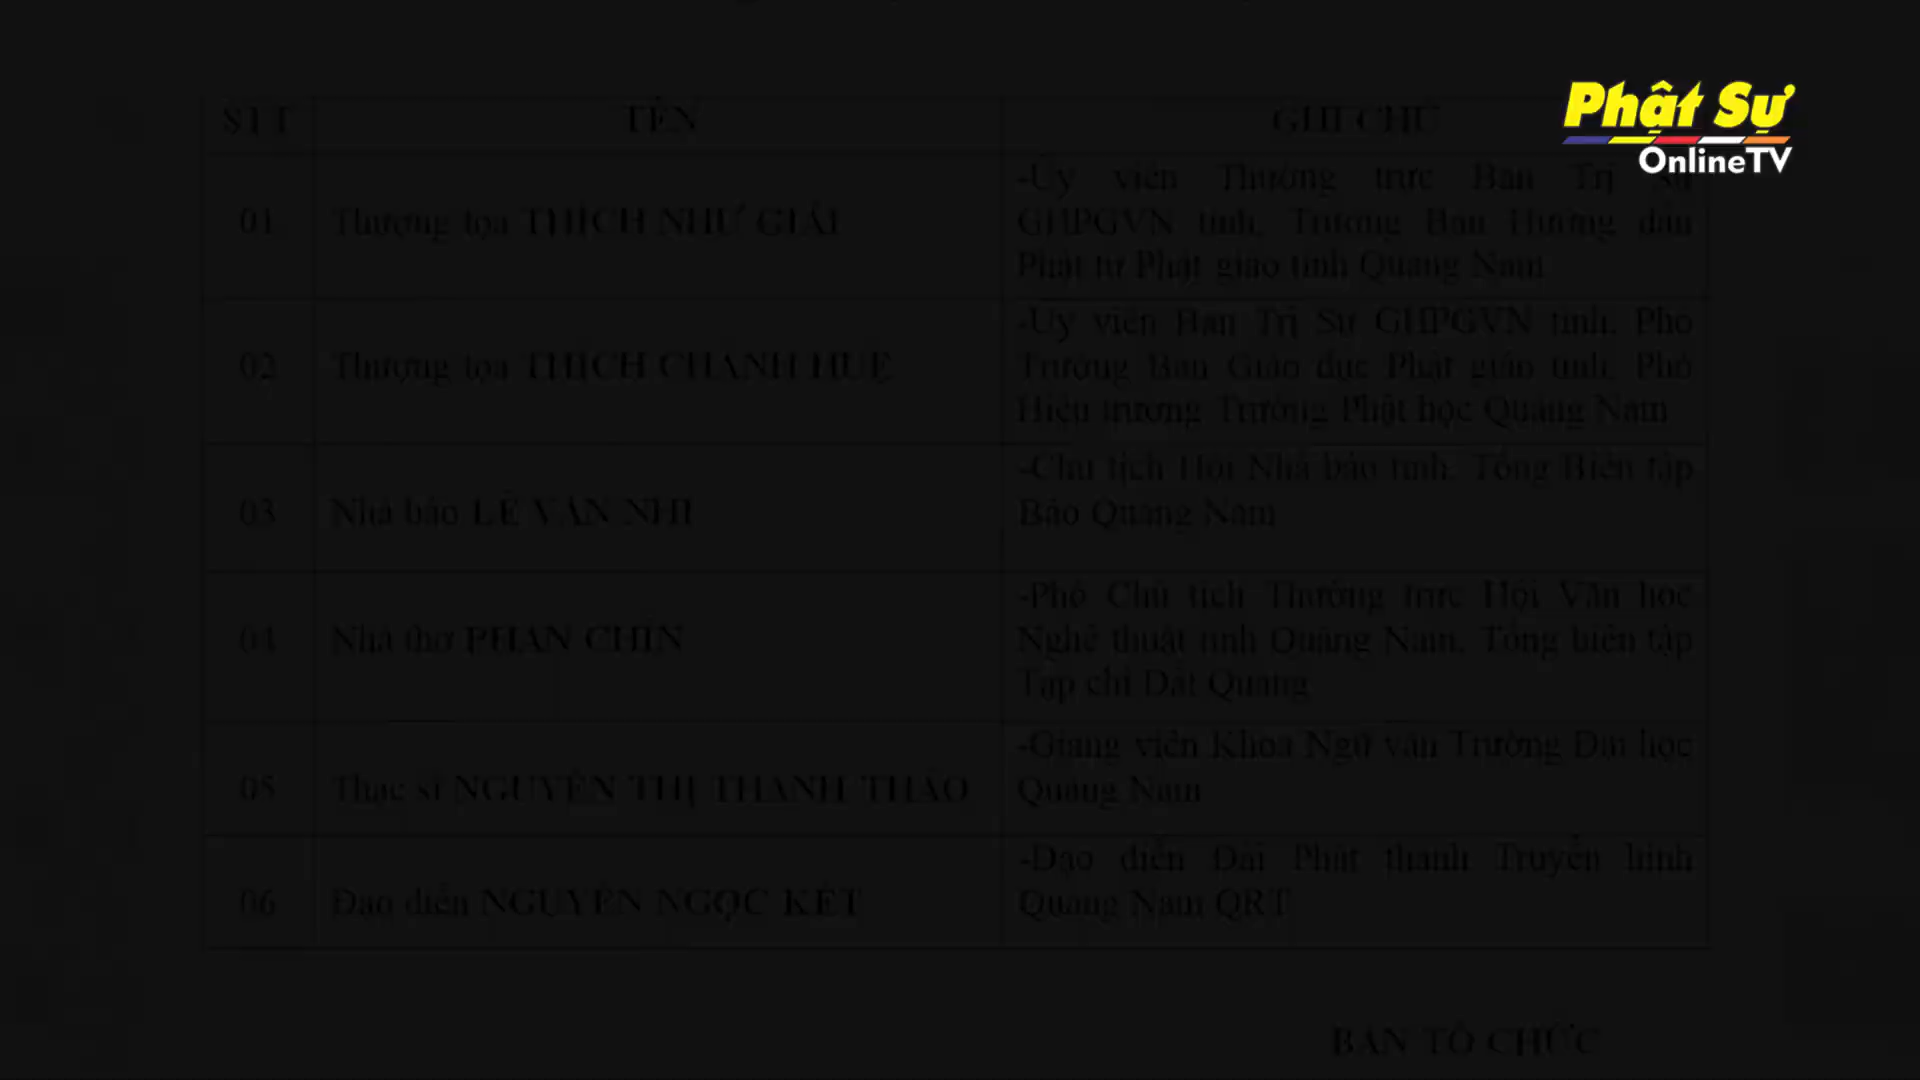 Phật Sự
OnlineTV
STT TÊN GHI CHÚ
-Ủy viên Thường trực Ban Trị sự
01 Thượng tọa THÍCH NHƯ GIẢI GHPGVN tỉnh, Trưởng Ban Hướng dẫn
Phật tử Phật giáo tỉnh Quảng Nam
-Ủy viên Ban Trị Sự GHPGVN tỉnh, Phó
02 Thượng tọa THÍCH CHÁNH HUỆ Trưởng Ban Giáo dục Phật giáo tỉnh, Phó
Hiệu trưởng Trường Phật học Quảng Nam
-Chủ tịch Hội Nhà báo tỉnh, Tổng Biên tập
03 Nhà báo LÊ VĂN NHI Báo Quảng Nam
-Phó Chủ tịch Thường trực Hội Văn học
04 Nhà thơ PHAN CHÍN Nghệ thuật tỉnh Quảng Nam, Tổng biên tập
Tạp chí Đất Quảng
-Giảng viên Khoa Ngữ văn Trường Đại học
05 Thạc sĩ NGUYỄN THỊ THANH THẢO Quảng Nam
-Đạo diễn Đài Phát thanh Truyền hình
06 Đạo diễn NGUYỄN NGỌC KẾT Quảng Nam QRT
BAN TỔ CHỨC